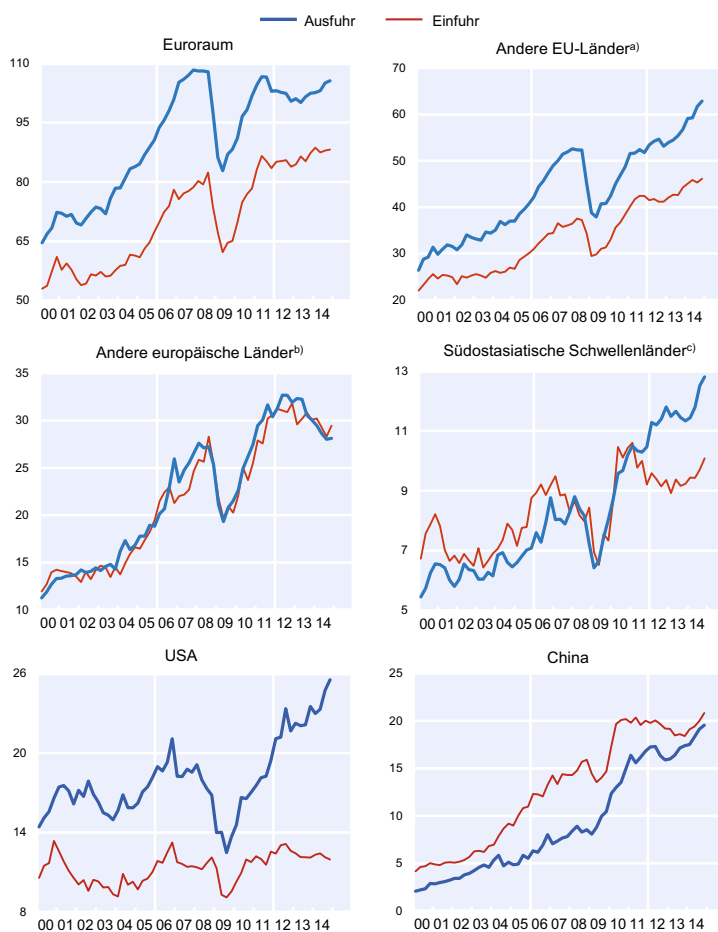 Ausfuhr Einfuhr
Euroraum
110
95
80
65
50
00 01 02 03 04 05 06 07 08 09 10 11 12 13 14
Andere EU-Länder a)
70
60
50
40
30
20
00 01 02 03 04 05 06 07 08 09 10 11 12 13 14
Andere europäische Länder b)
35
30
25
20
15
10
00 01 02 03 04 05 06 07 08 09 10 11 12 13 14
Südostasiatische Schwellenländer c)
13
11
9
7
5
00 01 02 03 04 05 06 07 08 09 10 11 12 13 14
USA
26
20
14
8
00 01 02 03 04 05 06 07 08 09 10 11 12 13 14
China
25
20
15
10
5
0
00 01 02 03 04 05 06 07 08 09 10 11 12 13 14